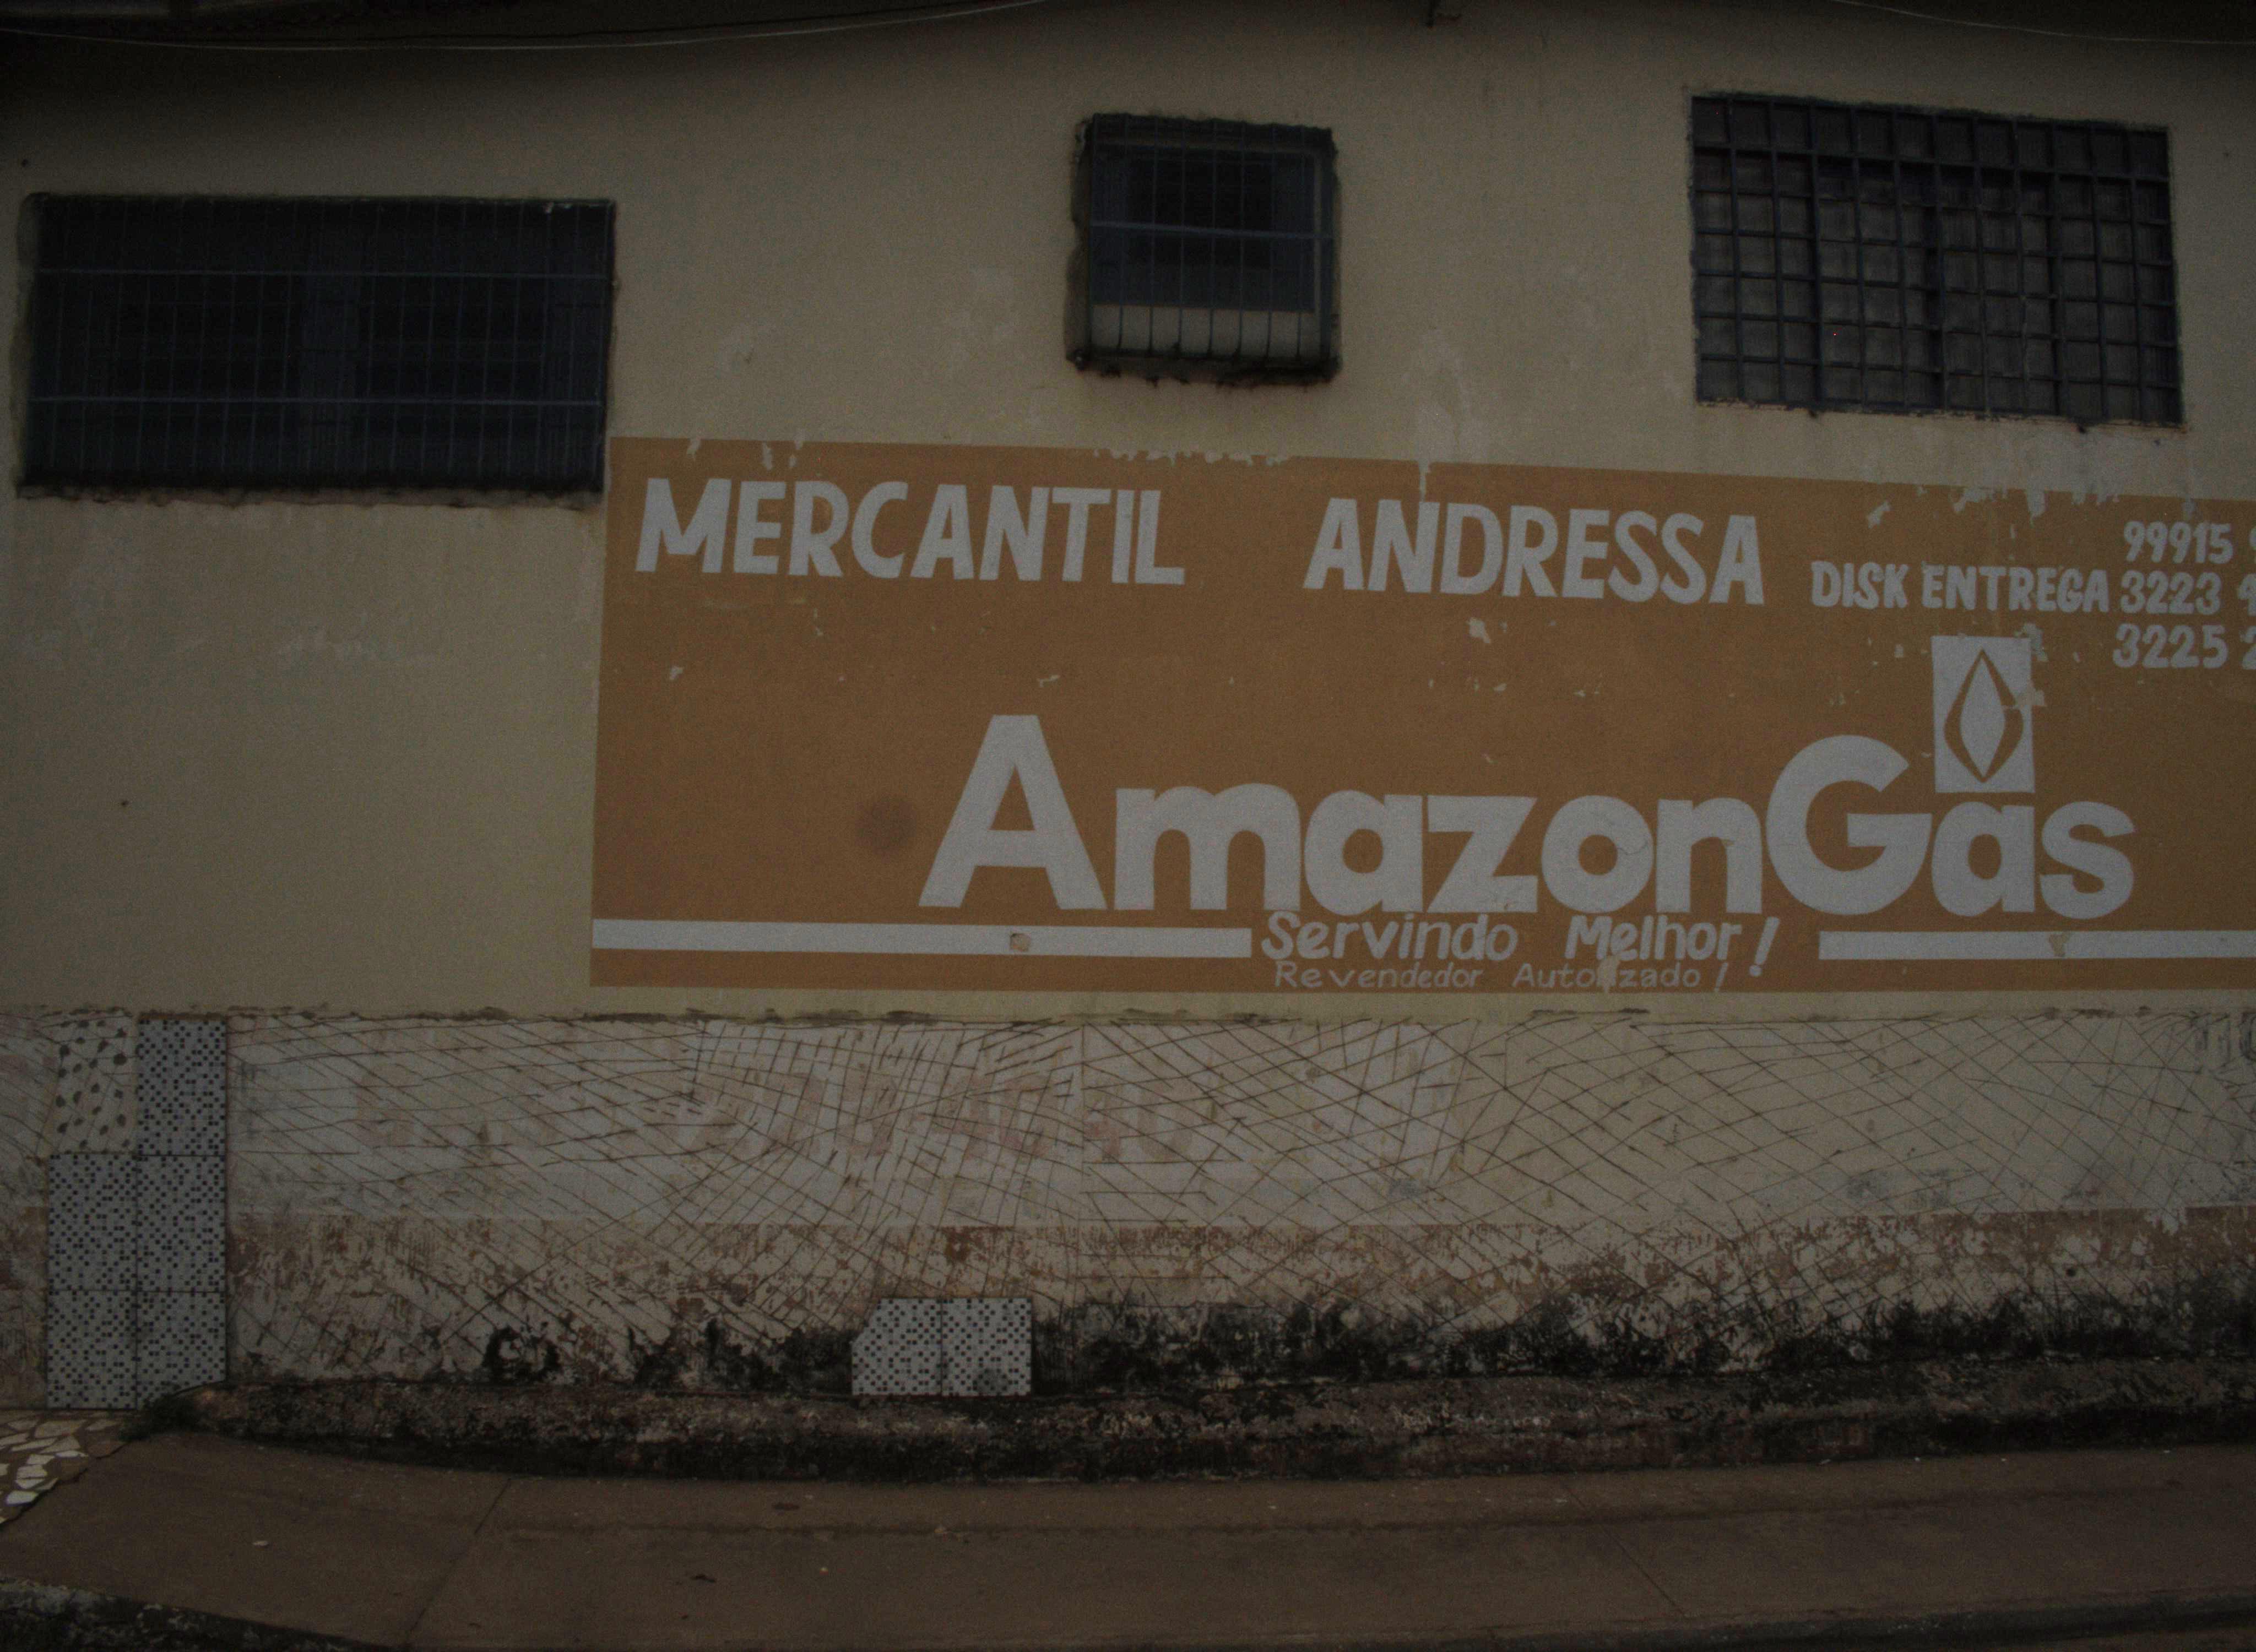 MERCANTIL ANDRESSA
99915
DISK ENTREGA 3223
3225
AmazonGás
Servindo Melhor!
Revendedor Autorizado!